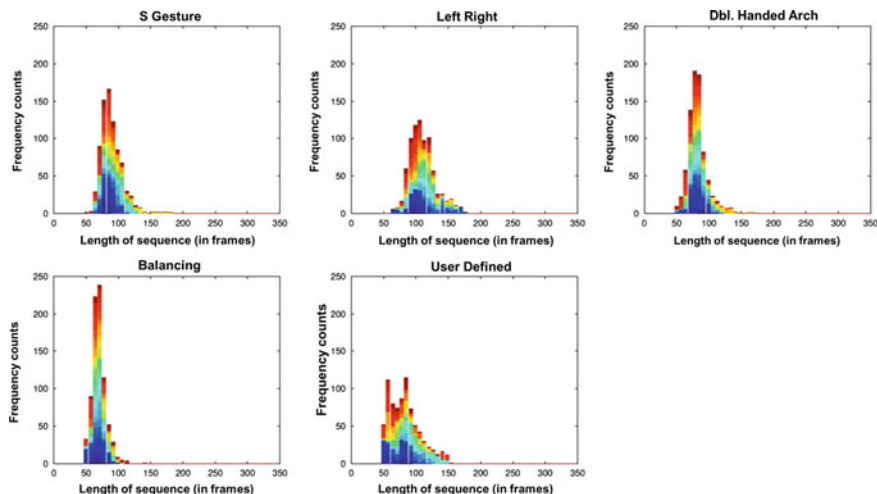 S Gesture
250
200
150
100
50
0
Frequency counts
0 50 100 150 200 250 300 350
Length of sequence (in frames)
Left Right
250
200
150
100
50
0
Frequency counts
0 50 100 150 200 250 300 350
Length of sequence (in frames)
Dbl. Handed Arch
250
200
150
100
50
0
Frequency counts
0 50 100 150 200 250 300 350
Length of sequence (in frames)
Balancing
250
200
150
100
50
0
Frequency counts
0 50 100 150 200 250 300 350
Length of sequence (in frames)
User Defined
250
200
150
100
50
0
Frequency counts
0 50 100 150 200 250 300 350
Length of sequence (in frames)